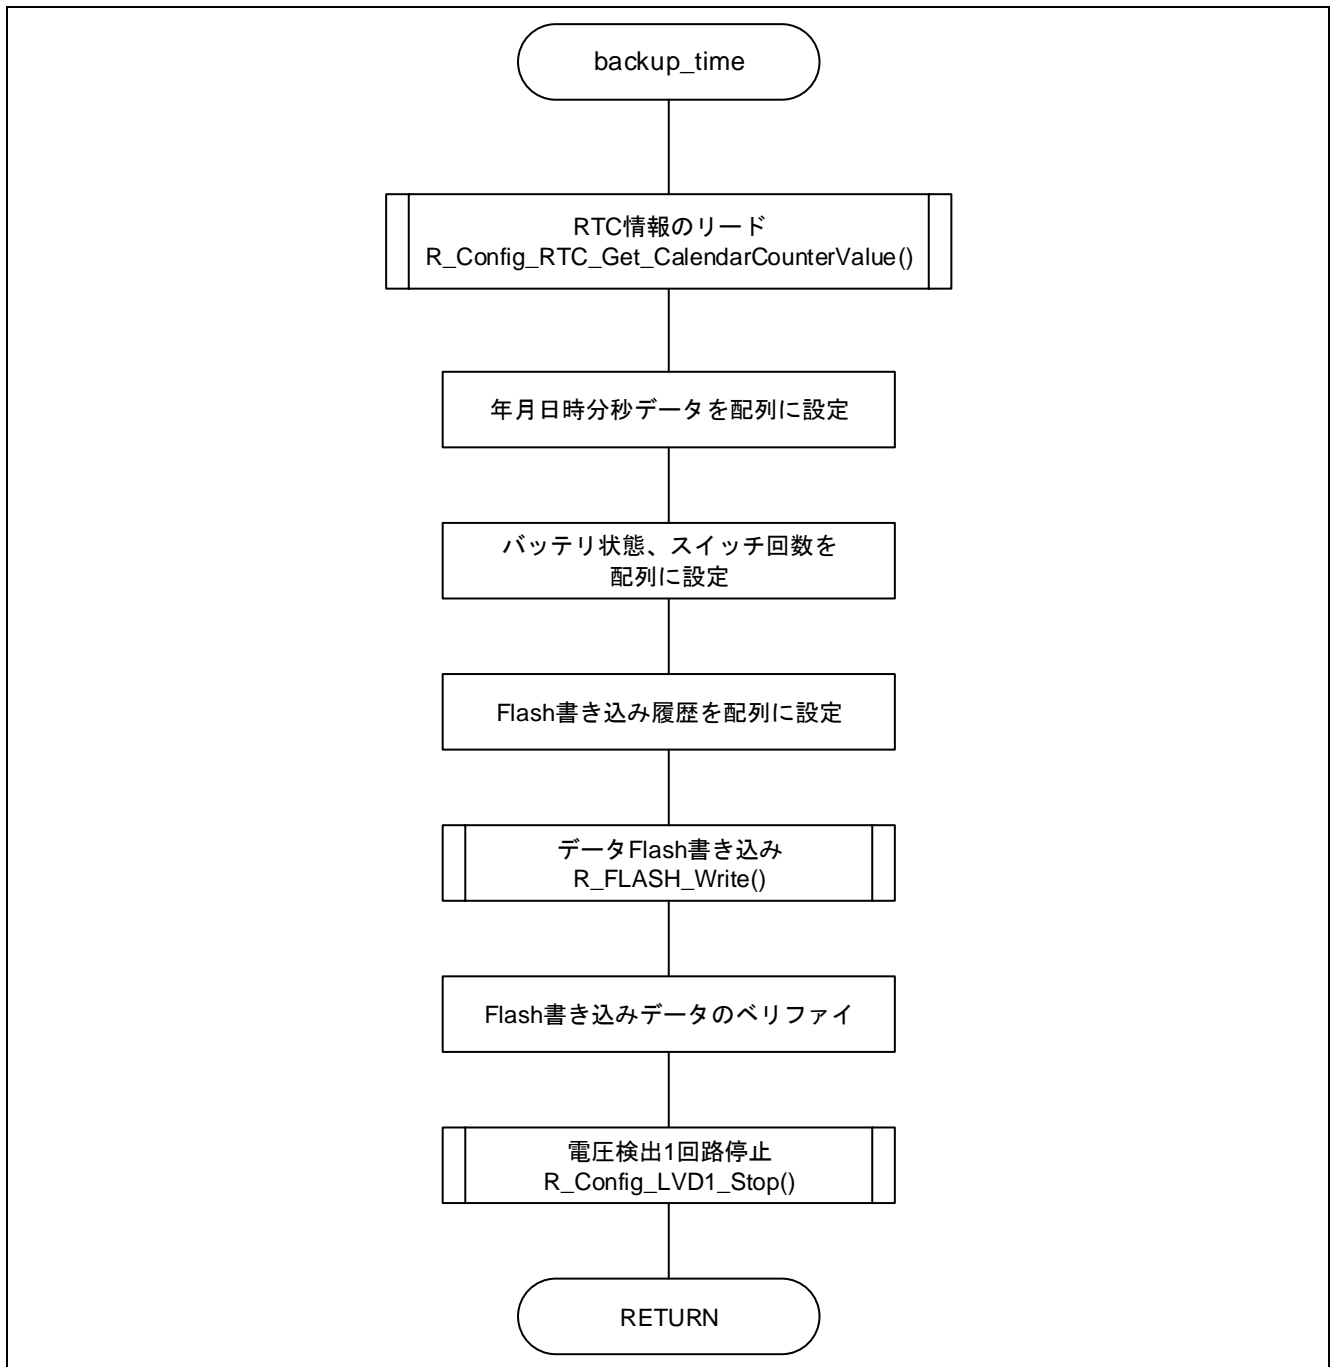 backup_time
RTC情報のリード
R_Config_RTC_Get_CalendarCounterValue()
年月日時分秒データを配列に設定
バッテリ状態、スイッチ回数を
配列に設定
Flash書き込み履歴を配列に設定
データFlash書き込み
R_FLASH_Write()
Flash書き込みデータのベリファイ
電圧検出1回路停止
R_Config_LVD1_Stop()
RETURN